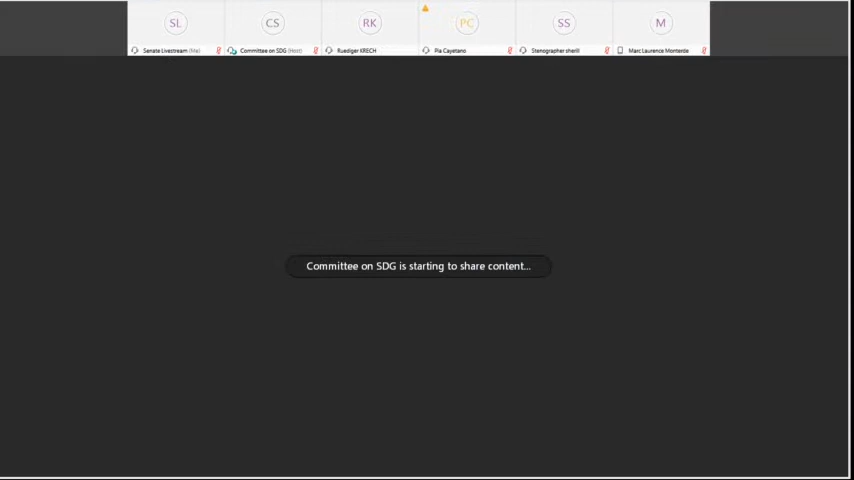 SL
CS
RK
PC
SS
M
Senate Livestream (Me)
Committee on SDG (Host)
Ruediger KRECH
Pia Cayetano
Stenographer sherill
Marc Laurence Monterde
Committee on SDG is starting to share content...